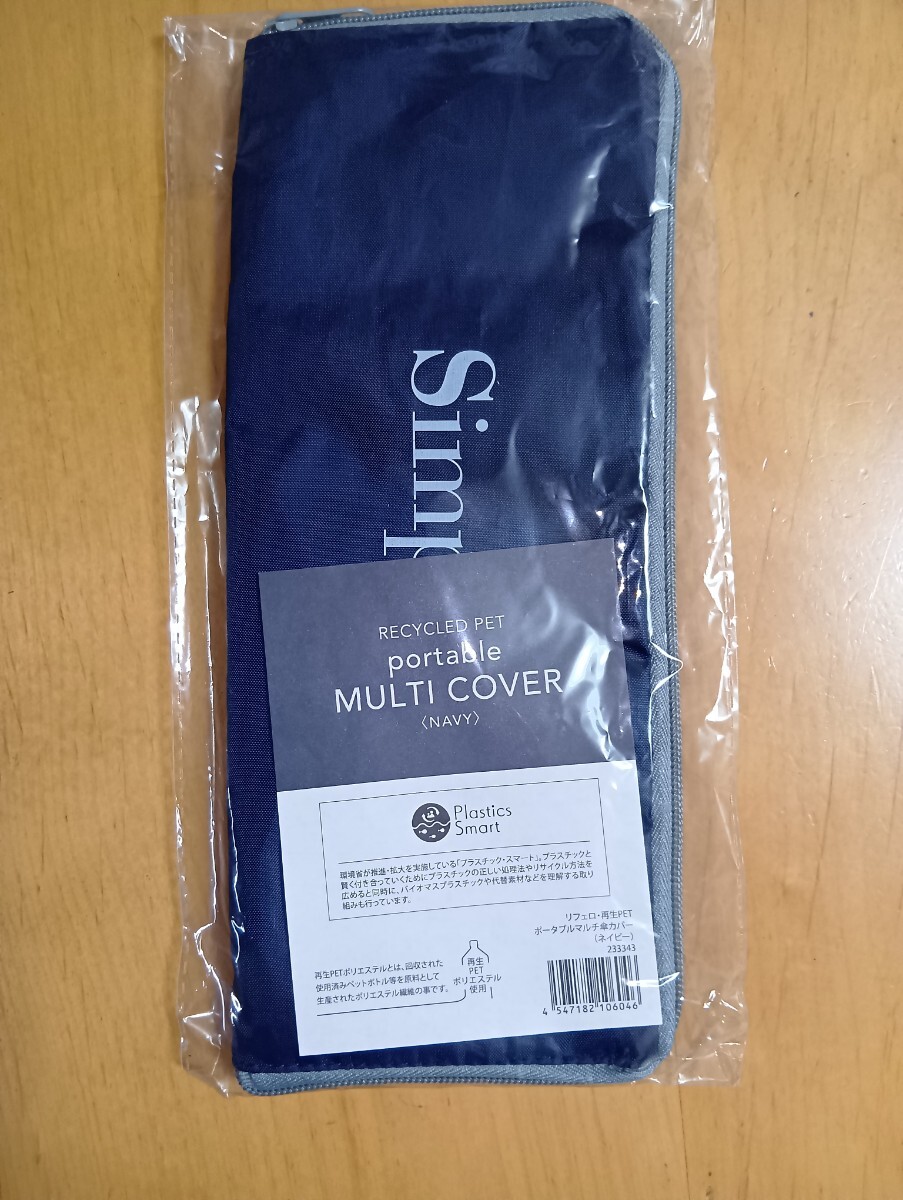 Simp
RECYCLED PET
portable
MULTI COVER
〈NAVY〉
Plastics
Smart
環境省が推進・拡大を実施している「プラスチック・スマート」。プラスチックと
賢く付き合っていくためにプラスチックの正しい処理法やリサイクル方法を
広めると同時に、バイオマスプラスチックや代替素材などを理解する取り
組みも行っています。
リフェロ・再生PET
ポータブルマルチ傘カバー
（ネイビー）
233343
再生PETポリエステルとは、回収された
使用済みペットボトル等を原料として
生産されたポリエステル繊維の事です。
再生
PET
ポリエステル
使用
4 547182 106046